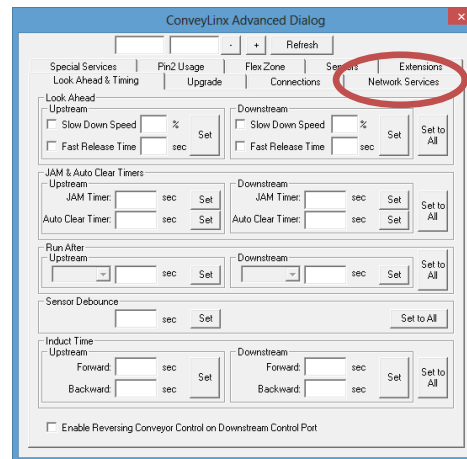 ConveyLinx Advanced Dialog
×
- + Refresh
Special Services Pin2 Usage FlexZone Sensors Extensions
Look Ahead & Timing Upgrade Connections Network Services
Look Ahead
Upstream Downstream
Slow Down Speed % Set Slow Down Speed % Set Set to All
Fast Release Time sec Fast Release Time sec
JAM & Auto Clear Timers
Upstream Downstream
JAM Timer: sec Set JAM Timer: sec Set Set to All
Auto Clear Timer: sec Set Auto Clear Timer: sec Set
Run After
Upstream Downstream
sec Set sec Set Set to All
Sensor Debounce
sec Set Set to All
Induct Time
Upstream Downstream
Forward: sec Set Forward: sec Set Set to All
Backward: sec Backward: sec
Enable Reversing Conveyor Control on Downstream Control Port